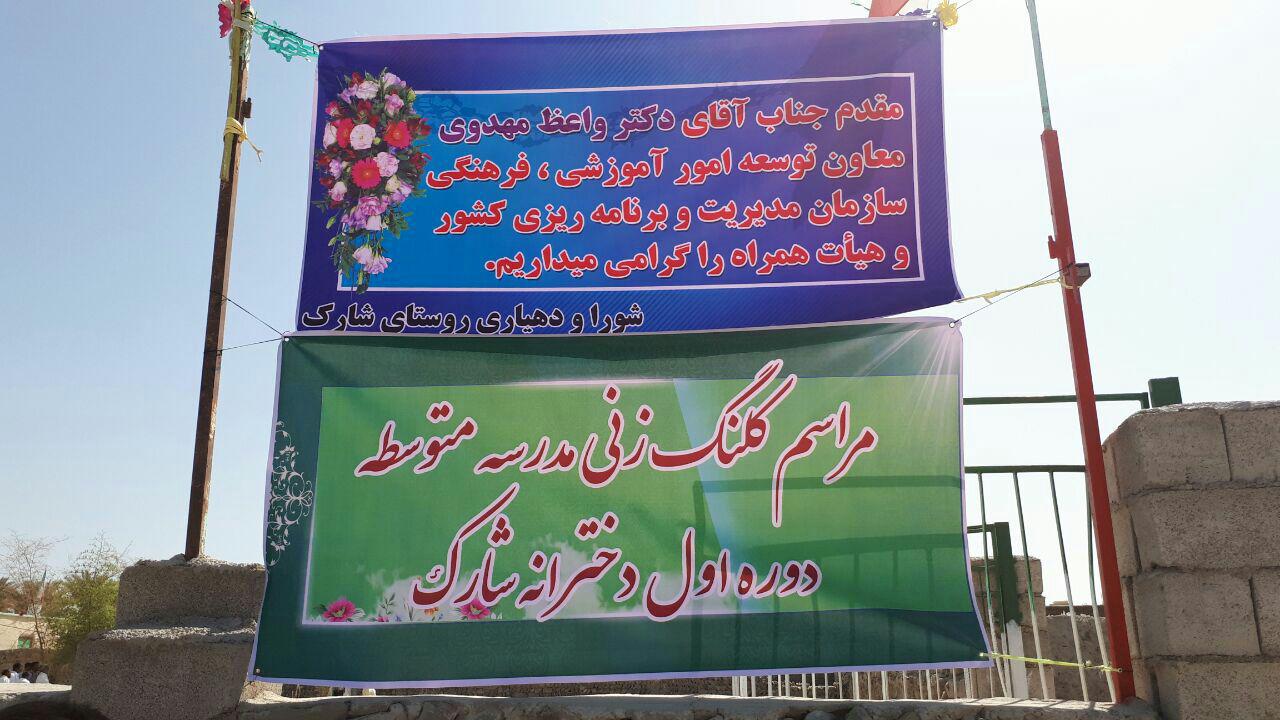 مقدم جناب آقای دکتر واعظ مهدوی
معاون توسعه امور آموزشی ، فرهنگی
سازمان مدیریت و برنامه ریزی کشور
و هیأت همراه را گرامی میداریم.
شورا و دهیاری روستای شارک
مراسم کلنگ زنی مدرسه متوسطه
دوره اول دخترانه شارک